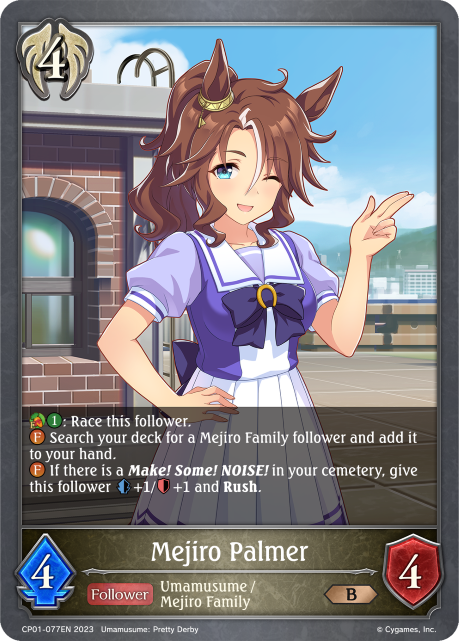 4
1: Race this follower.
F Search your deck for a Mejiro Family follower and add it
to your hand.
F If there is a Make! Some! NOISE! in your cemetery, give
this follower +1/ +1 and Rush.
Mejiro Palmer
4
Follower
Umamusume /
Mejiro Family
B
4
CP01-077EN 2023 Umamusume: Pretty Derby
© Cygames, Inc.